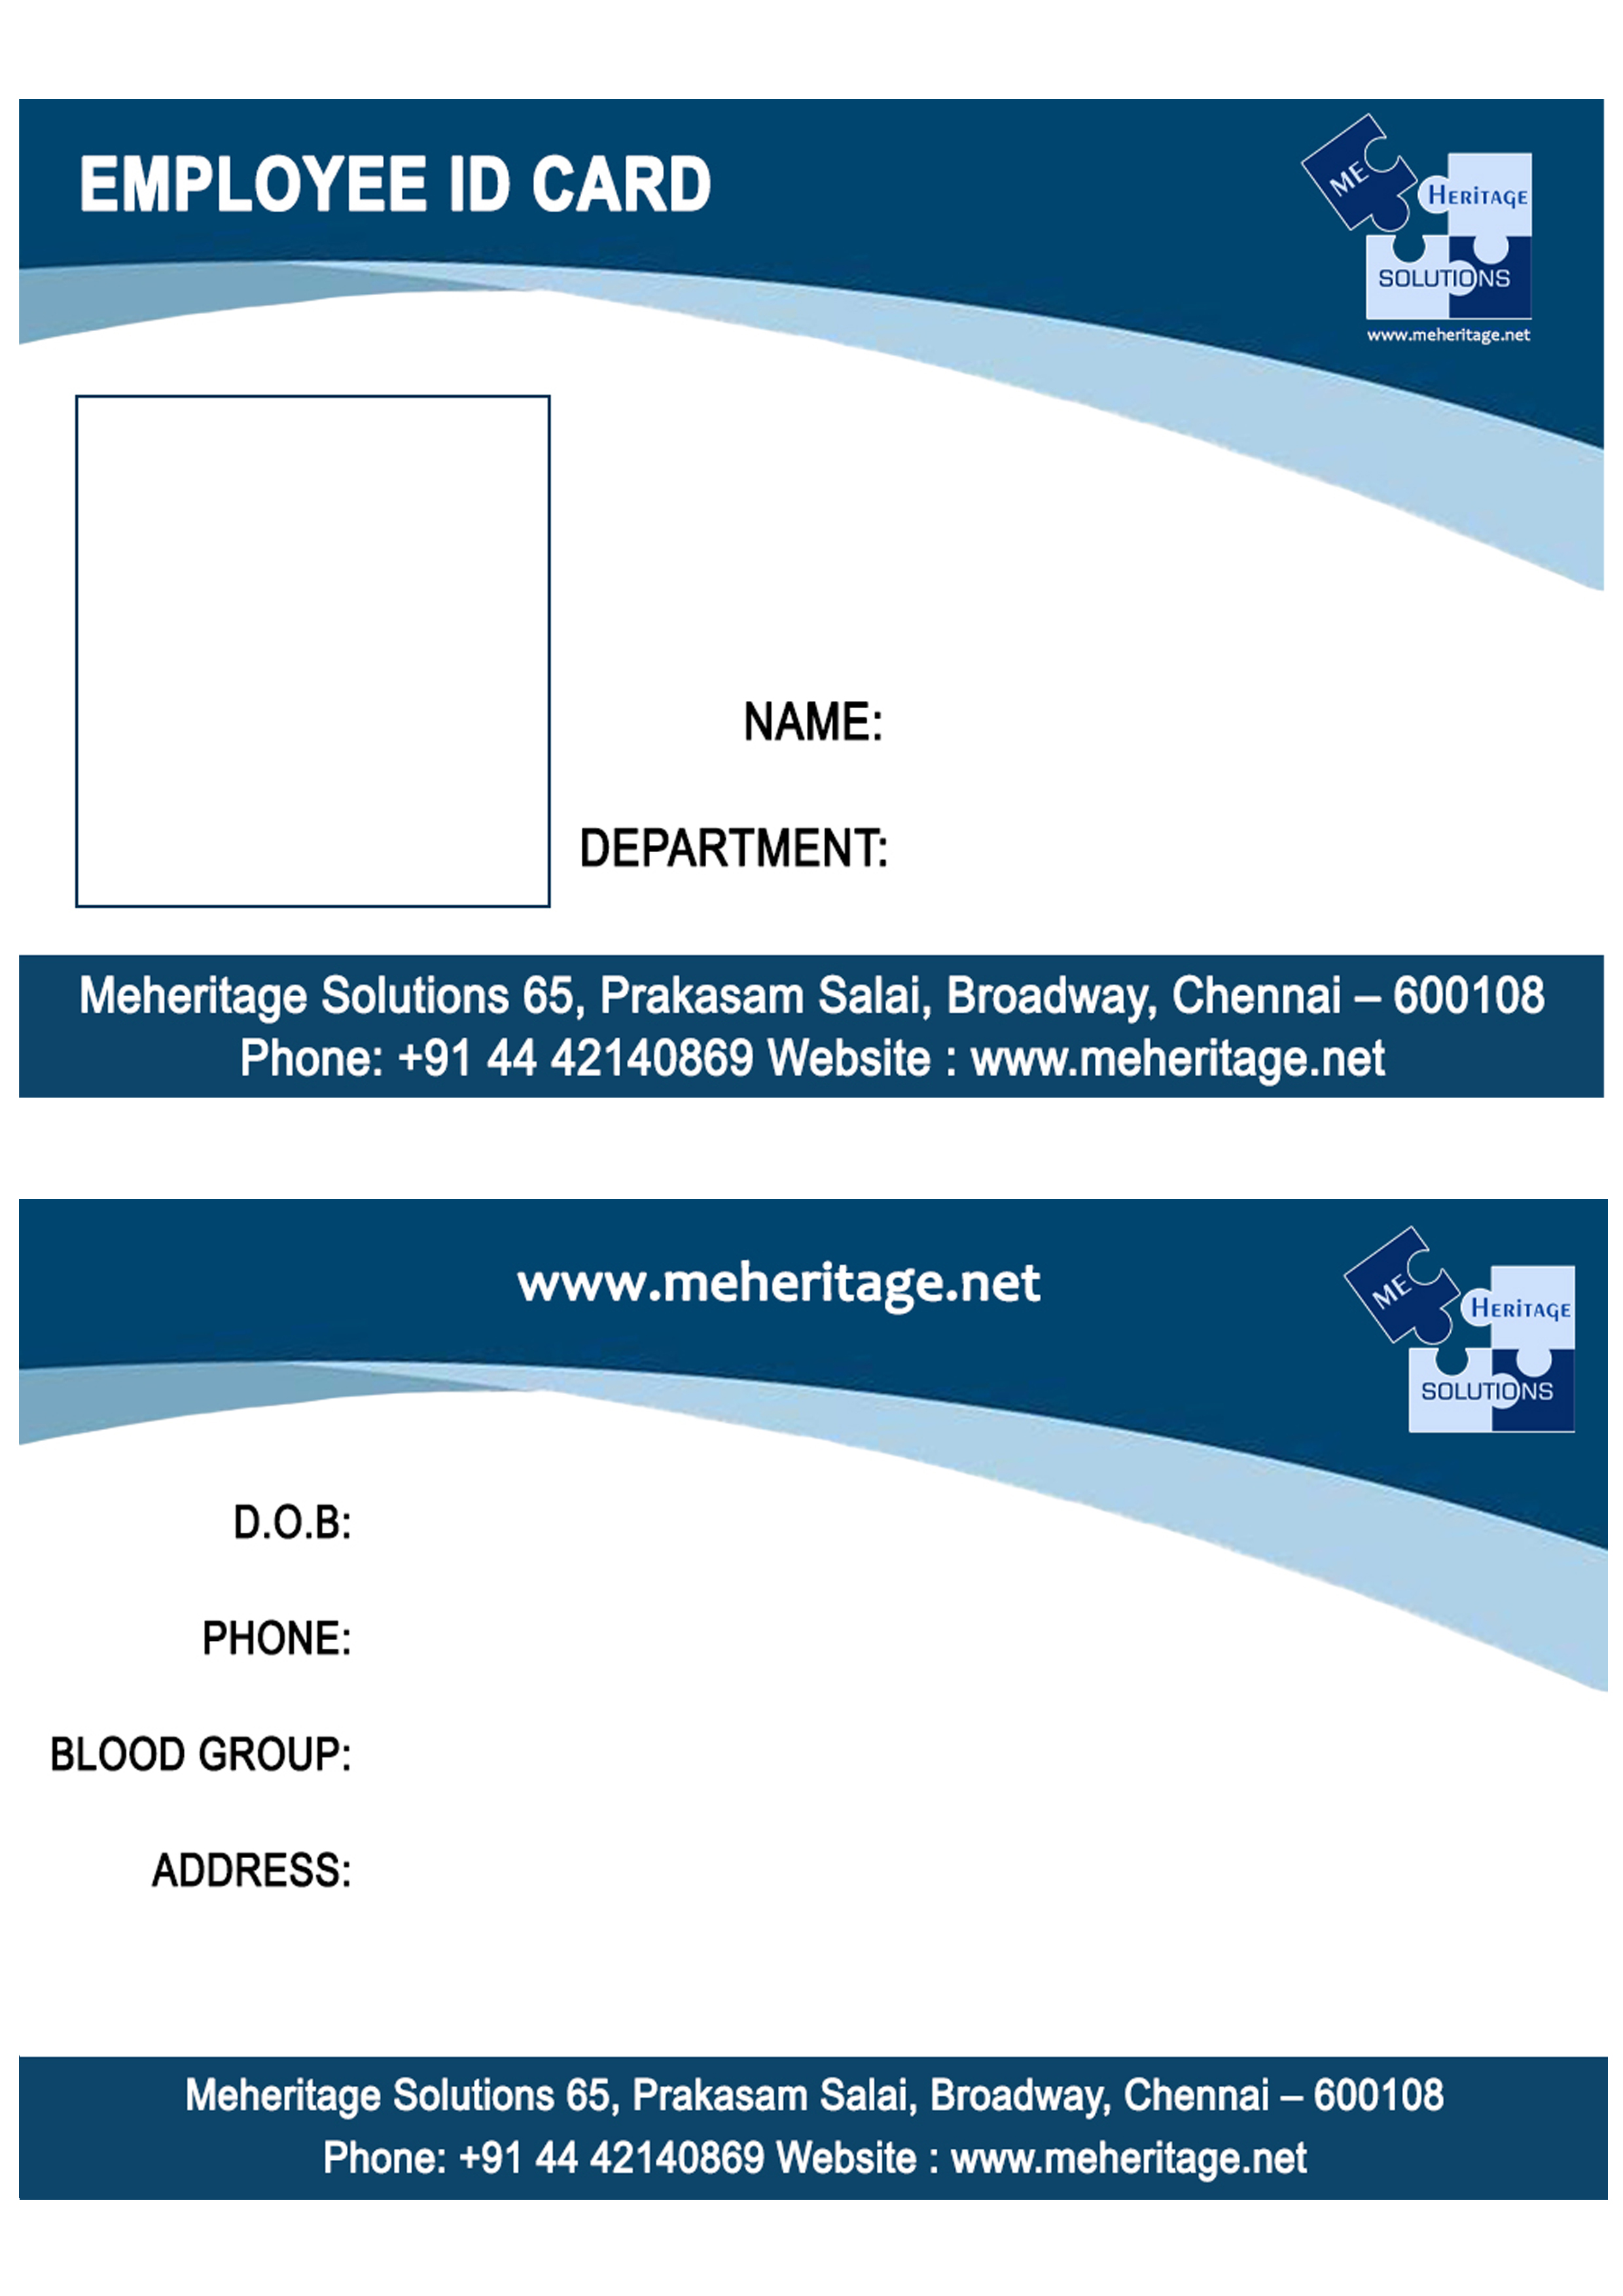 EMPLOYEE ID CARD
ME
HERiTAGE
SOLUTIONS
www.meheritage.net
NAME:
DEPARTMENT:
Meheritage Solutions 65, Prakasam Salai, Broadway, Chennai – 600108
Phone: +91 44 42140869 Website : www.meheritage.net
www.meheritage.net
ME
HERiTAGE
SOLUTIONS
D.O.B:
PHONE:
BLOOD GROUP:
ADDRESS:
Meheritage Solutions 65, Prakasam Salai, Broadway, Chennai – 600108
Phone: +91 44 42140869 Website : www.meheritage.net